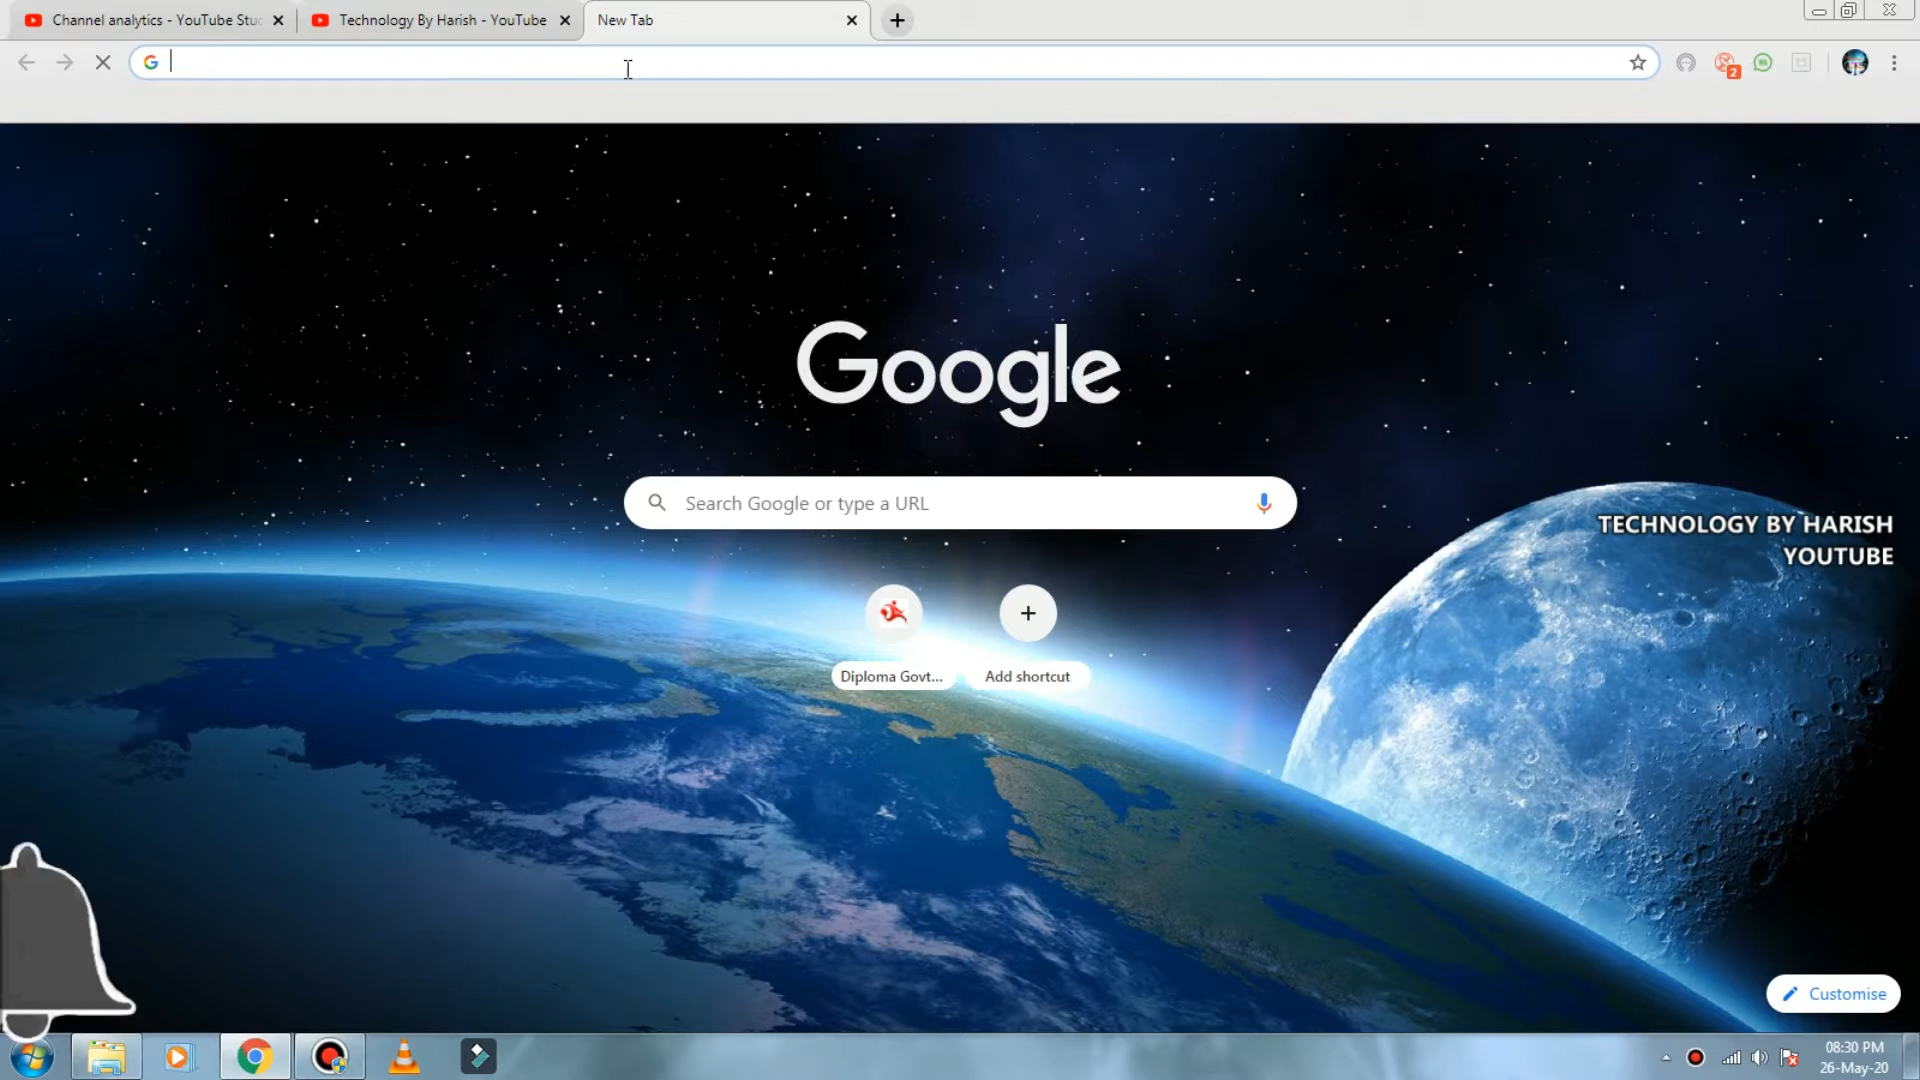 Channel analytics - YouTube Stu
Technology By Harish - YouTube
New Tab
2
Google
Search Google or type a URL
TECHNOLOGY BY HARISH
YOUTUBE
Diploma Govt...
Add shortcut
Customise
08:30 PM
26-May-20